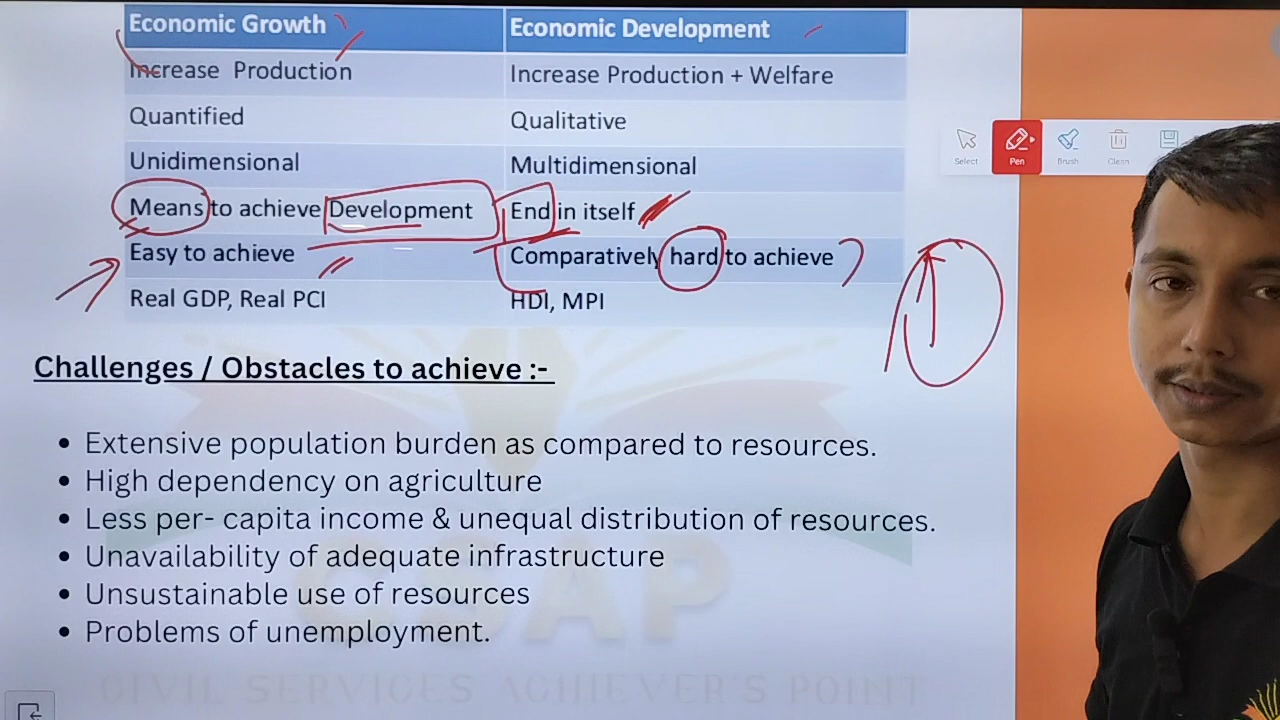 Economic Growth Economic Development
Increase Production Increase Production + Welfare
Quantified Qualitative
Unidimensional Multidimensional
Means to achieve Development End in itself
Easy to achieve Comparatively hard to achieve
Real GDP, Real PCI HDI, MPI
Select Pen Brush Clean
Challenges / Obstacles to achieve :-
• Extensive population burden as compared to resources.
• High dependency on agriculture
• Less per- capita income & unequal distribution of resources.
• Unavailability of adequate infrastructure
• Unsustainable use of resources
• Problems of unemployment.
CSAP
CIVIL SERVICES ACHIEVER'S POINT